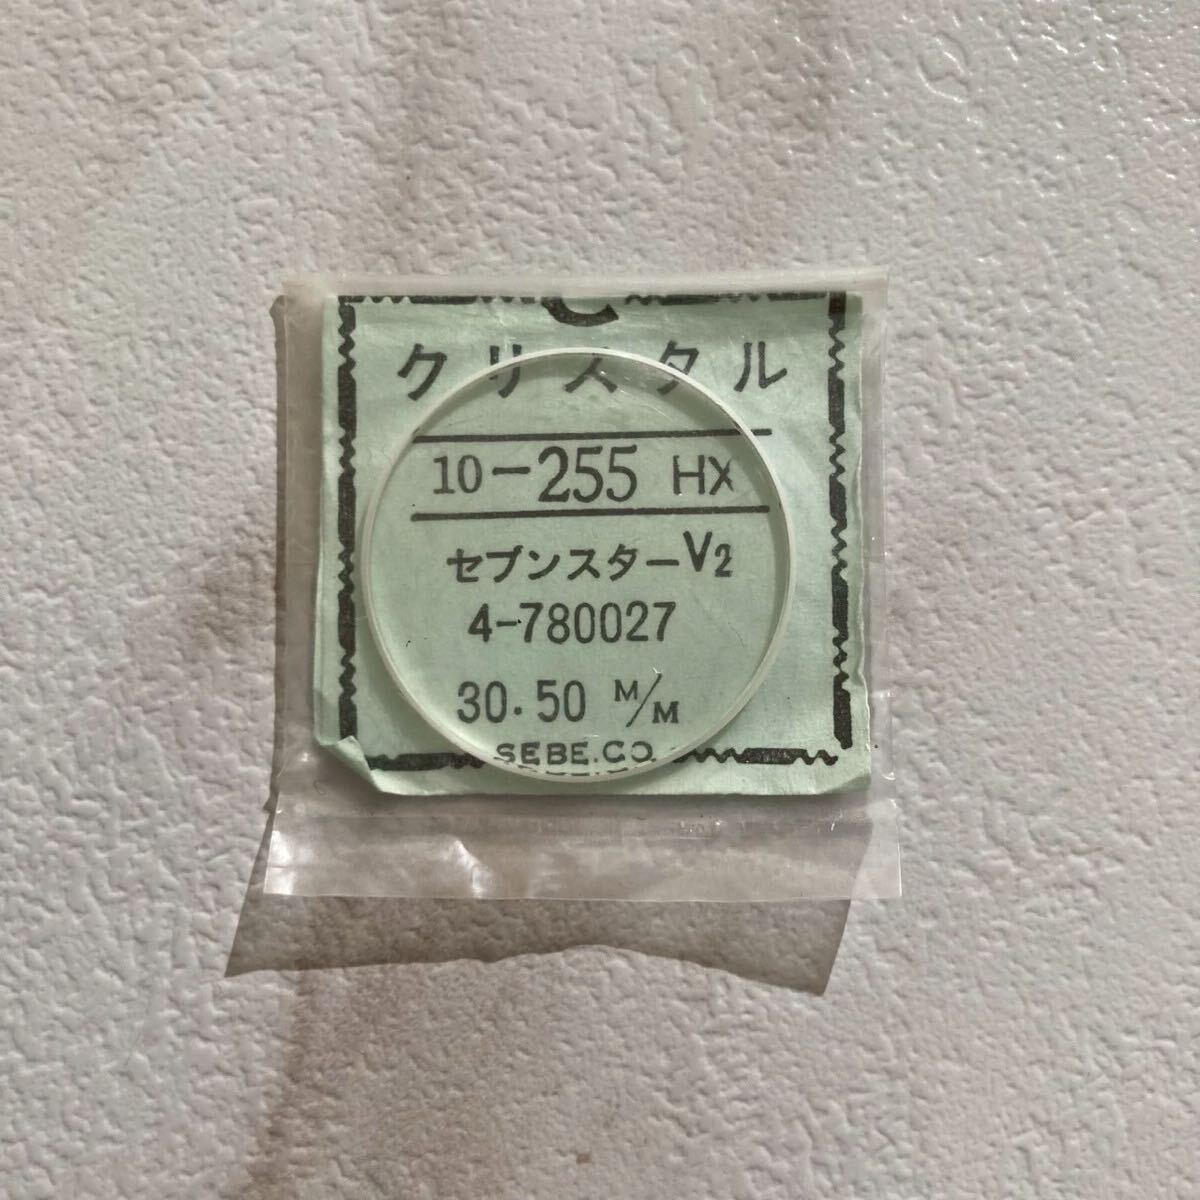 C
クリスタル
10-255 HX
セブンスターV2
4-780027
30.50 M/M
SEBE.CO